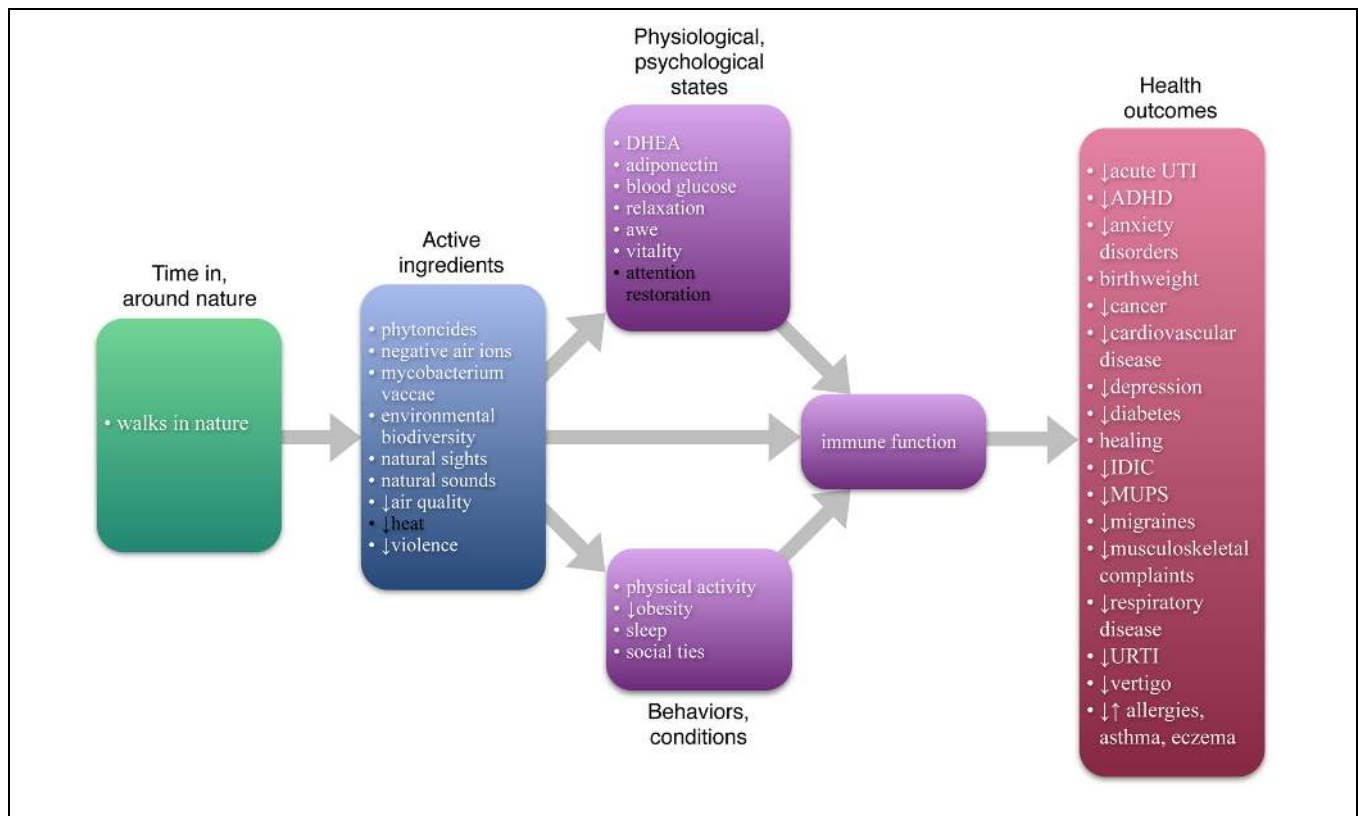 Time in,
around nature
• walks in nature
Active
ingredients
• phytoncides
• negative air ions
• mycobacterium
vaccae
• environmental
biodiversity
• natural sights
• natural sounds
• ↓air quality
• ↓heat
• ↓violence
Physiological,
psychological
states
• DHEA
• adiponectin
• blood glucose
• relaxation
• awe
• vitality
• attention
restoration
• physical activity
• ↓obesity
• sleep
• social ties
Behaviors,
conditions
immune function
Health
outcomes
• ↓acute UTI
• ↓ADHD
• ↓anxiety
disorders
• birthweight
• ↓cancer
• ↓cardiovascular
disease
• ↓depression
• ↓diabetes
• healing
• ↓IDIC
• ↓MUPS
• ↓migraines
• ↓musculoskeletal
complaints
• ↓respiratory
disease
• ↓URTI
• ↓vertigo
• ↓↑ allergies,
asthma, eczema